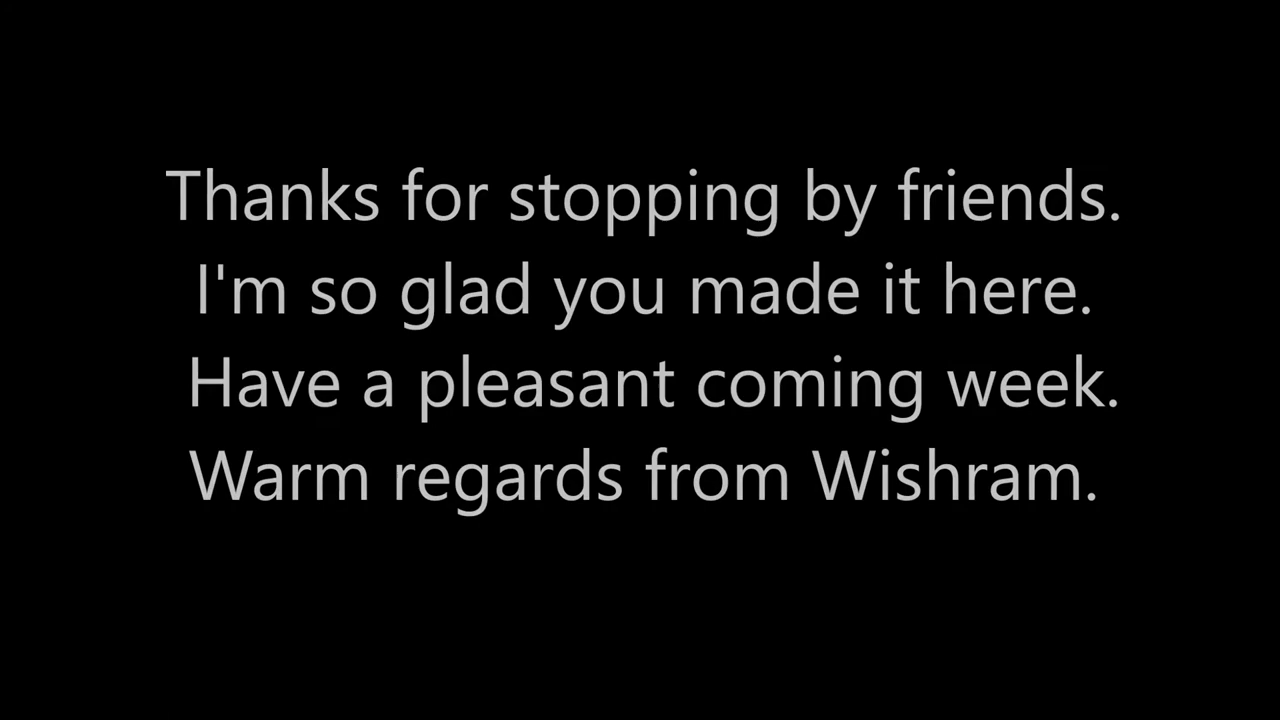 Thanks for stopping by friends.
I'm so glad you made it here.
Have a pleasant coming week.
Warm regards from Wishram.